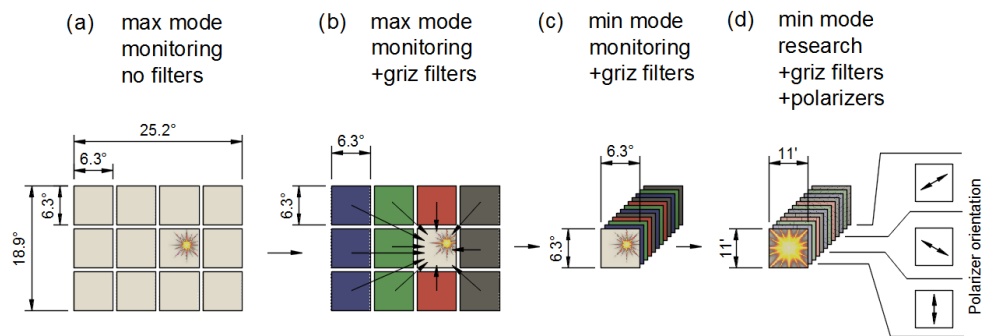 (a) max mode
monitoring
no filters
(b) max mode
monitoring
+griz filters
(c) min mode
monitoring
+griz filters
(d) min mode
research
+griz filters
+polarizers
25.2°
6.3°
6.3°
18.9°
6.3°
6.3°
6.3°
6.3°
11'
11'
Polarizer orientation